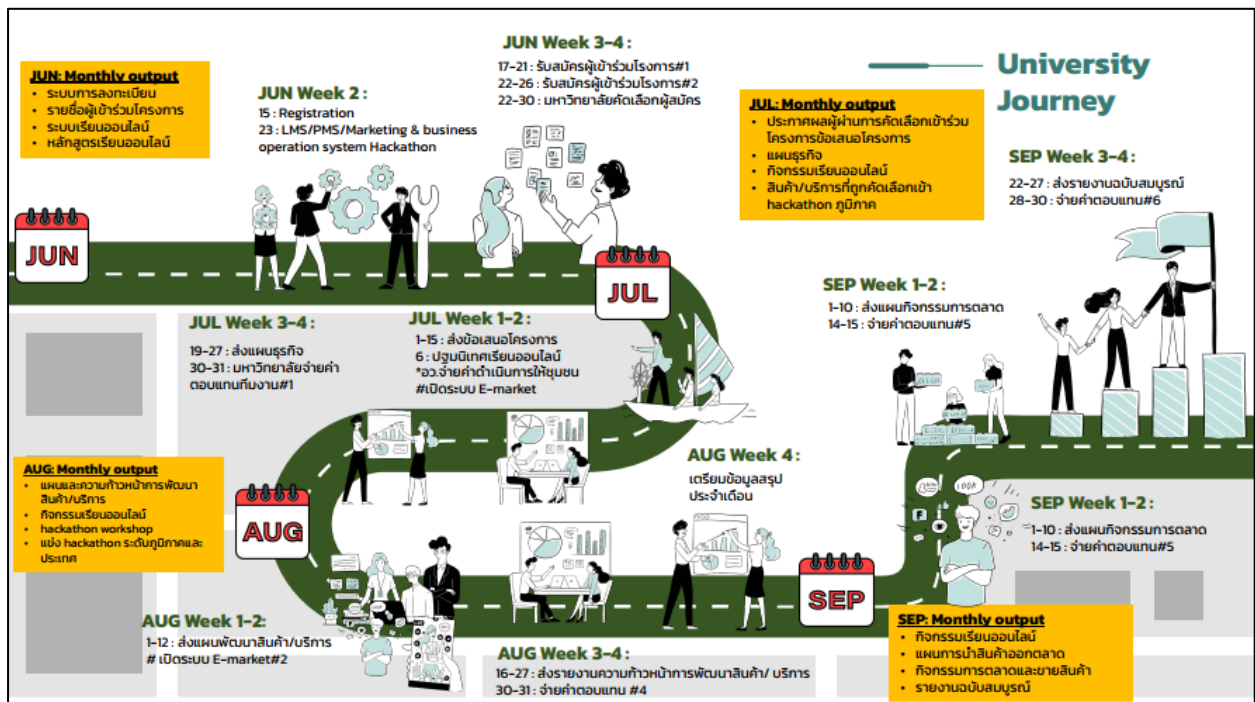 University
Journey
JUN: Monthly output
• ระบบการลงทะเบียน
• รายชื่อผู้เข้าร่วมโครงการ
• ระบบเรียนออนไลน์
• หลักสูตรเรียนออนไลน์
JUN
JUN Week 2 :
15 : Registration
23 : LMS/PMS/Marketing & business
operation system Hackathon
JUN Week 3-4 :
17-21 : รับสมัครผู้เข้าร่วมโรงการ#1
22-26 : รับสมัครผู้เข้าร่วมโรงการ#2
22-30 : มหาวิทยาลัยคัดเลือกผู้สมัคร
JUL: Monthly output
• ประกาศผลผู้ผ่านการคัดเลือกเข้าร่วม
โครงการข้อเสนอโครงการ
• แผนธุรกิจ
• กิจกรรมเรียนออนไลน์
• สินค้า/บริการที่ถูกคัดเลือกเข้า
hackathon ภูมิภาค
JUL
JUL Week 1-2 :
1-15 : ส่งข้อเสนอโครงการ
6 : ปฐมนิเทศเรียนออนไลน์
*อว.จ่ายค่าดำเนินการให้ชุมชน
#เปิดระบบ E-market
JUL Week 3-4 :
19-27 : ส่งแผนธุรกิจ
30-31 : มหาวิทยาลัยจ่ายค่า
ตอบแทนทีมงาน#1
AUG: Monthly output
• แผนและความก้าวหน้าการพัฒนา
สินค้า/บริการ
• กิจกรรมเรียนออนไลน์
• hackathon workshop
• แข่ง hackathon ระดับภูมิภาคและ
ประเทศ
AUG
AUG Week 1-2:
1-12 : ส่งแผนพัฒนาสินค้า/บริการ
# เปิดระบบ E-market#2
AUG Week 3-4 :
16-27 : ส่งรายงานความก้าวหน้าการพัฒนาสินค้า/ บริการ
30-31 : จ่ายค่าตอบแทน #4
AUG Week 4 :
เตรียมข้อมูลสรุป
ประจำเดือน
SEP
SEP Week 1-2 :
1-10 : ส่งแผนกิจกรรมการตลาด
14-15 : จ่ายค่าตอบแทน#5
SEP: Monthly output
• กิจกรรมเรียนออนไลน์
• แผนการนำสินค้าออกตลาด
• กิจกรรมการตลาดและขายสินค้า
• รายงานฉบับสมบูรณ์
SEP Week 1-2 :
1-10 : ส่งแผนกิจกรรมการตลาด
14-15 : จ่ายค่าตอบแทน#5
SEP Week 3-4 :
22-27 : ส่งรายงานฉบับสมบูรณ์
28-30 : จ่ายค่าตอบแทน#6
100K